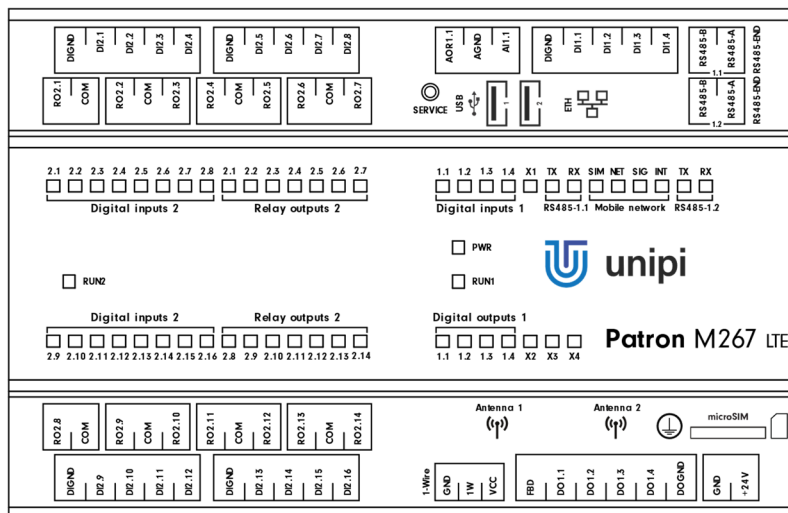 DIGND DI2.1 DI2.2 DI2.3 DI2.4 DIGND DI2.5 DI2.6 DI2.7 DI2.8 AOR1.1 AGND AI1.1 DIGND DI1.1 DI1.2 DI1.3 DI1.4 RS485-B RS485-A RS485-END
1.1
RO2.1 COM RO2.2 COM RO2.3 RO2.4 COM RO2.5 RO2.6 COM RO2.7 SERVICE USB 1 2 ETH RS485-B RS485-A RS485-END
1.2
2.1 2.2 2.3 2.4 2.5 2.6 2.7 2.8 2.1 2.2 2.3 2.4 2.5 2.6 2.7 1.1 1.2 1.3 1.4 X1 TX RX SIM NET SIG INT TX RX
Digital inputs 2 Relay outputs 2 Digital inputs 1 RS485-1.1 Mobile network RS485-1.2
PWR
unipi
RUN2 RUN1
Digital inputs 2 Relay outputs 2 Digital outputs 1
Patron M267 LTE
2.9 2.10 2.11 2.12 2.13 2.14 2.15 2.16 2.8 2.9 2.10 2.11 2.12 2.13 2.14 1.1 1.2 1.3 1.4 X2 X3 X4
RO2.8 COM RO2.9 COM RO2.10 RO2.11 COM RO2.12 RO2.13 COM RO2.14 Antenna 1 Antenna 2 microSIM
DIGND DI2.9 DI2.10 DI2.11 DI2.12 DIGND DI2.13 DI2.14 DI2.15 DI2.16 1-Wire GND 1W VCC FBD DO1.1 DO1.2 DO1.3 DO1.4 DOGND GND +24V